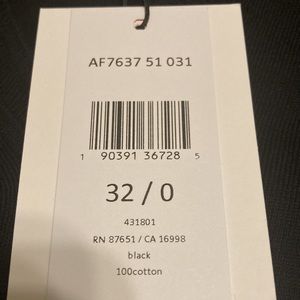 AF7637 51 031
1 90391 36728 5
32 / 0
431801
RN 87651 / CA 16998
black
100cotton